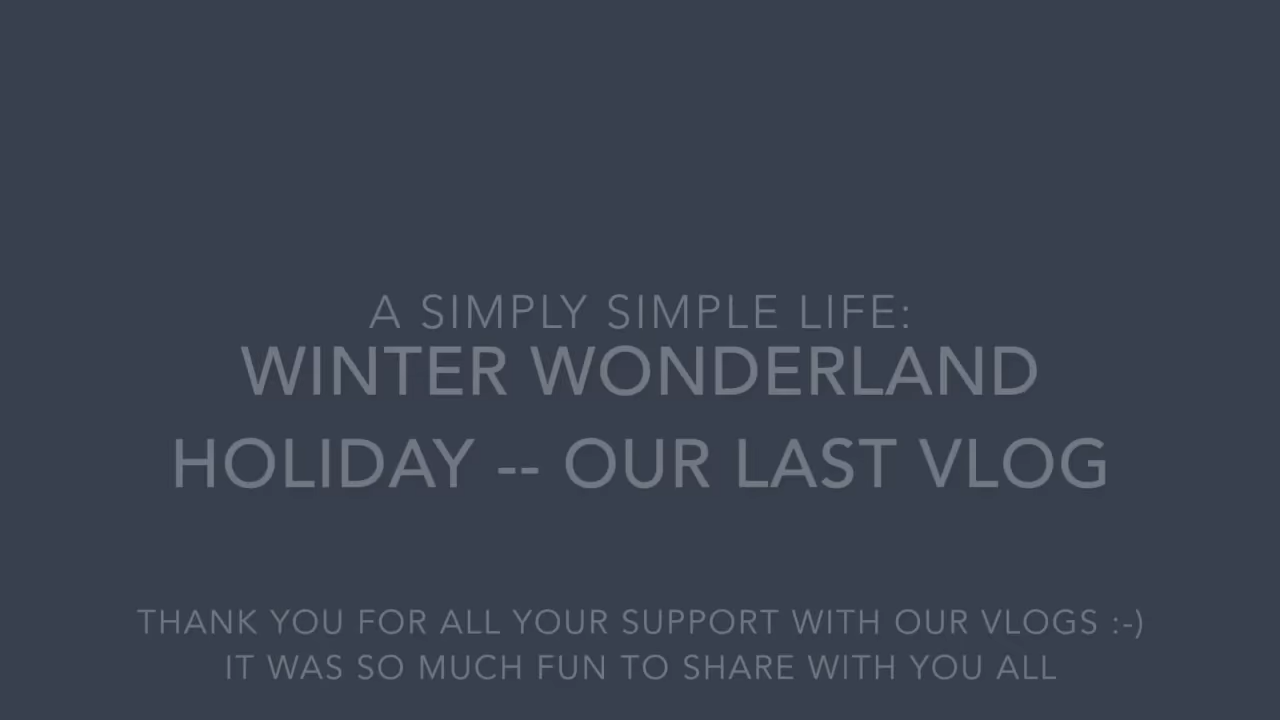 A SIMPLY SIMPLE LIFE:
WINTER WONDERLAND
HOLIDAY -- OUR LAST VLOG
THANK YOU FOR ALL YOUR SUPPORT WITH OUR VLOGS :-)
IT WAS SO MUCH FUN TO SHARE WITH YOU ALL